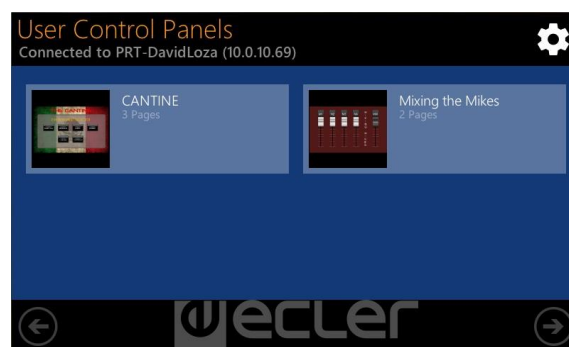 User Control Panels
Connected to PRT-DavidLoza (10.0.10.69)
CANTINE
3 Pages
Mixing the Mikes
2 Pages
ecler